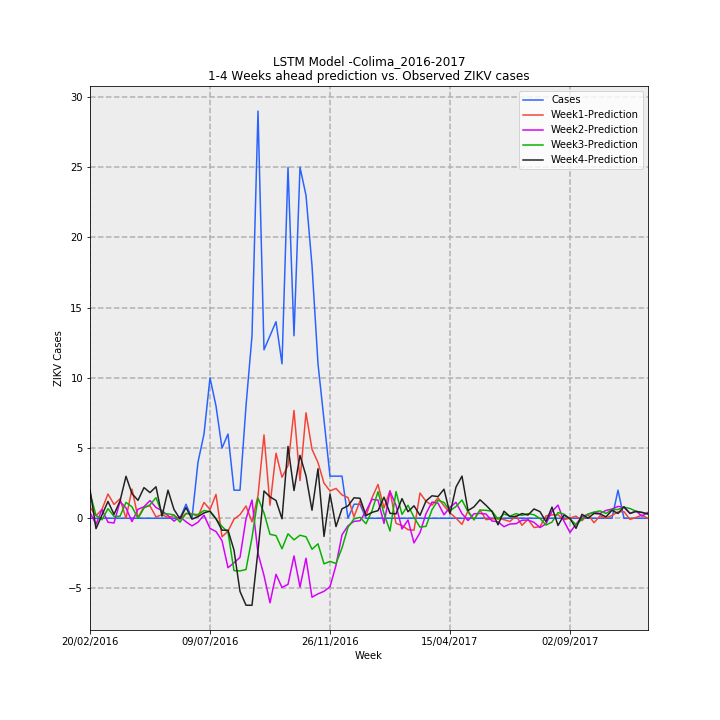 LSTM Model -Colima_2016-2017
1-4 Weeks ahead prediction vs. Observed ZIKV cases
Cases
Week1-Prediction
Week2-Prediction
Week3-Prediction
Week4-Prediction
30
25
20
15
10
5
0
−5
ZIKV Cases
20/02/2016
09/07/2016
26/11/2016
15/04/2017
02/09/2017
Week